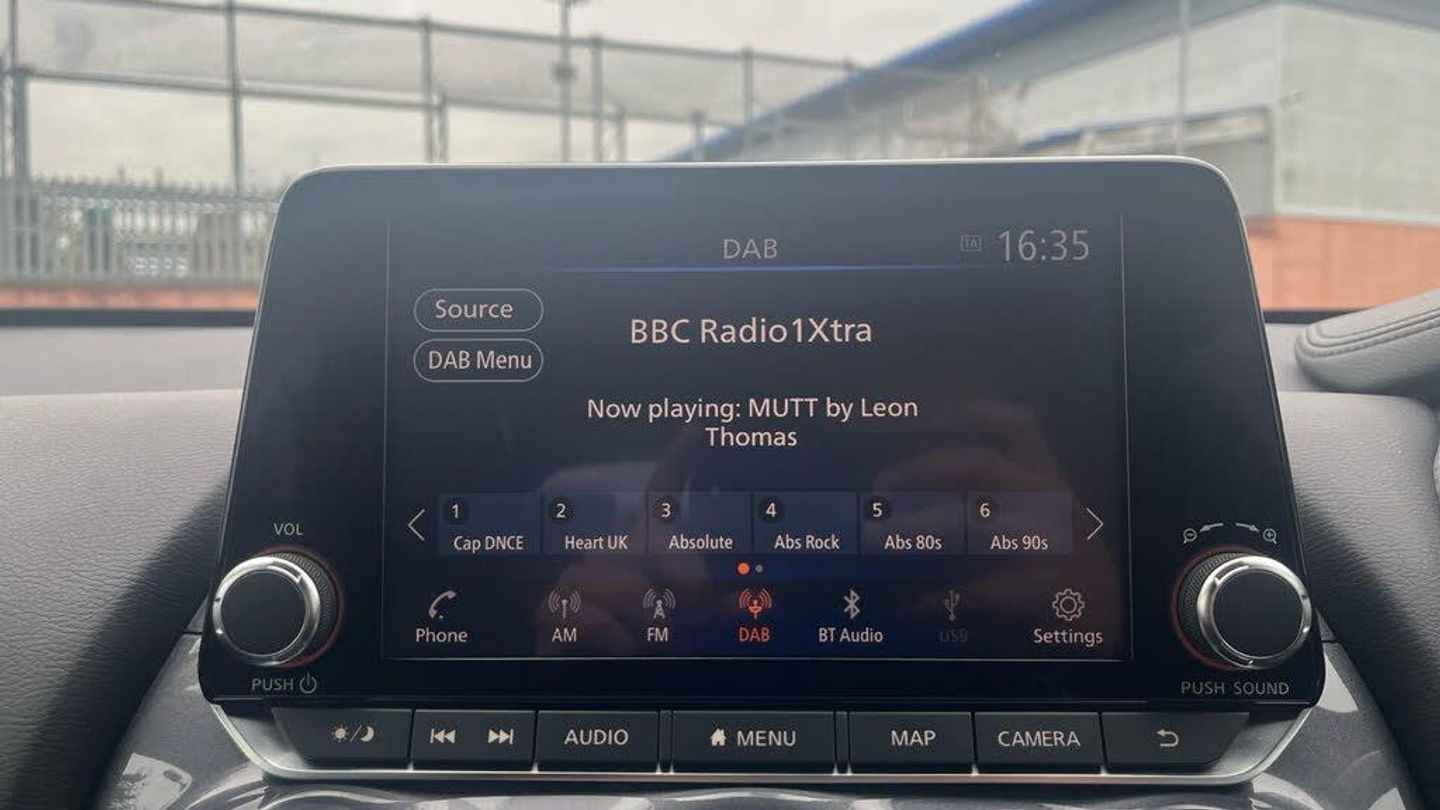 DAB
TA 16:35
Source
BBC Radio1Xtra
DAB Menu
Now playing: MUTT by Leon
Thomas
1 2 3 4 5 6
Cap DNCE Heart UK Absolute Abs Rock Abs 80s Abs 90s
VOL
Phone AM FM DAB BT Audio USB Settings
PUSH
PUSH SOUND
AUDIO MENU MAP CAMERA